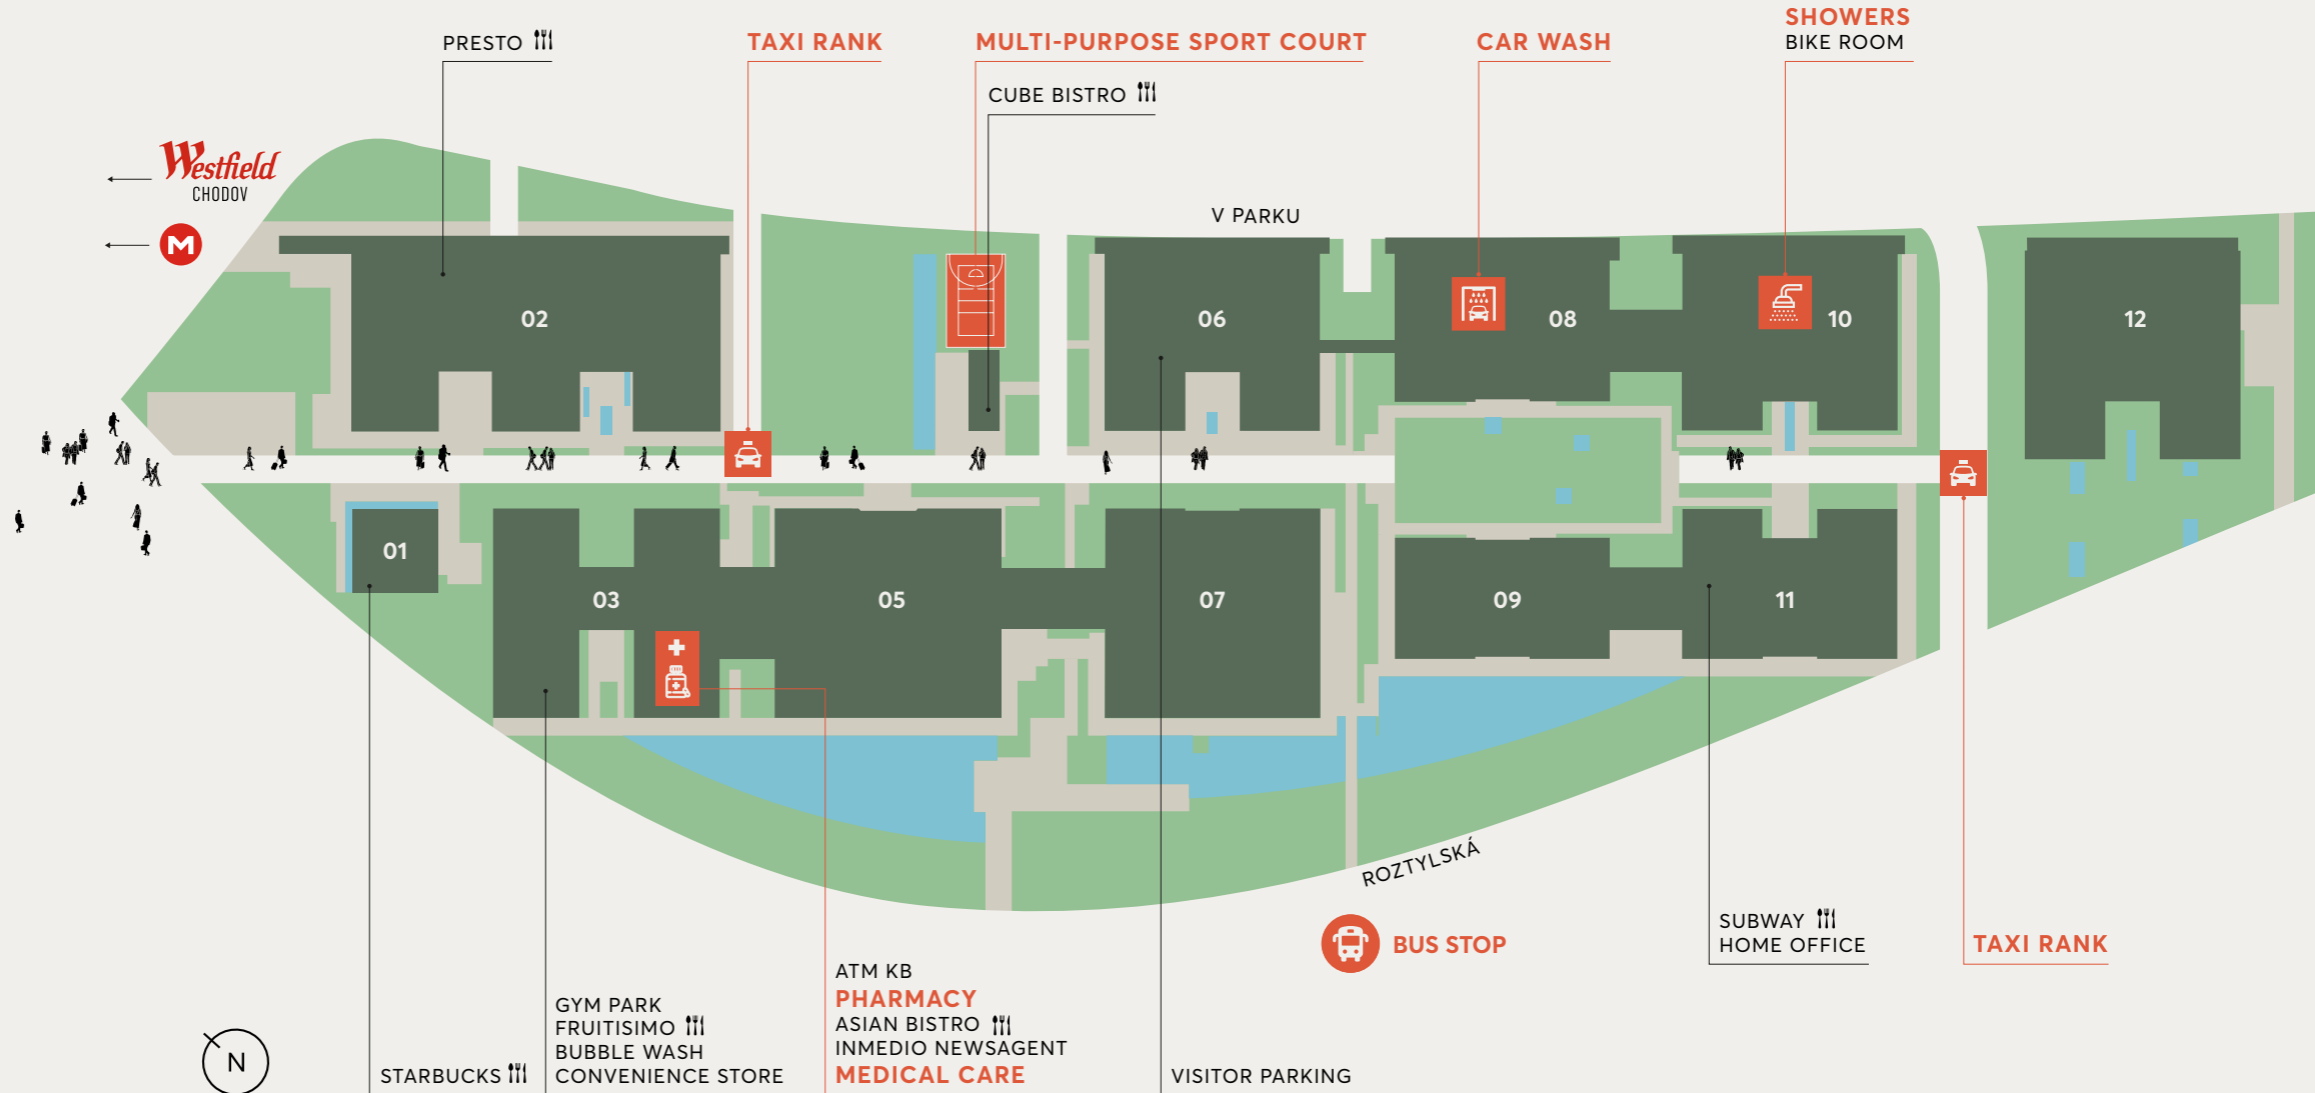 SHOWERS
BIKE ROOM
PRESTO
TAXI RANK
MULTI-PURPOSE SPORT COURT
CAR WASH
CUBE BISTRO
Westfield
CHODOV
M
V PARKU
02
06
08
10
12
01
03
05
07
09
11
ROZTYLSKÁ
BUS STOP
SUBWAY
HOME OFFICE
TAXI RANK
ATM KB
PHARMACY
ASIAN BISTRO
INMEDIO NEWSAGENT
MEDICAL CARE
GYM PARK
FRUITISIMO
BUBBLE WASH
CONVENIENCE STORE
N
STARBUCKS
VISITOR PARKING